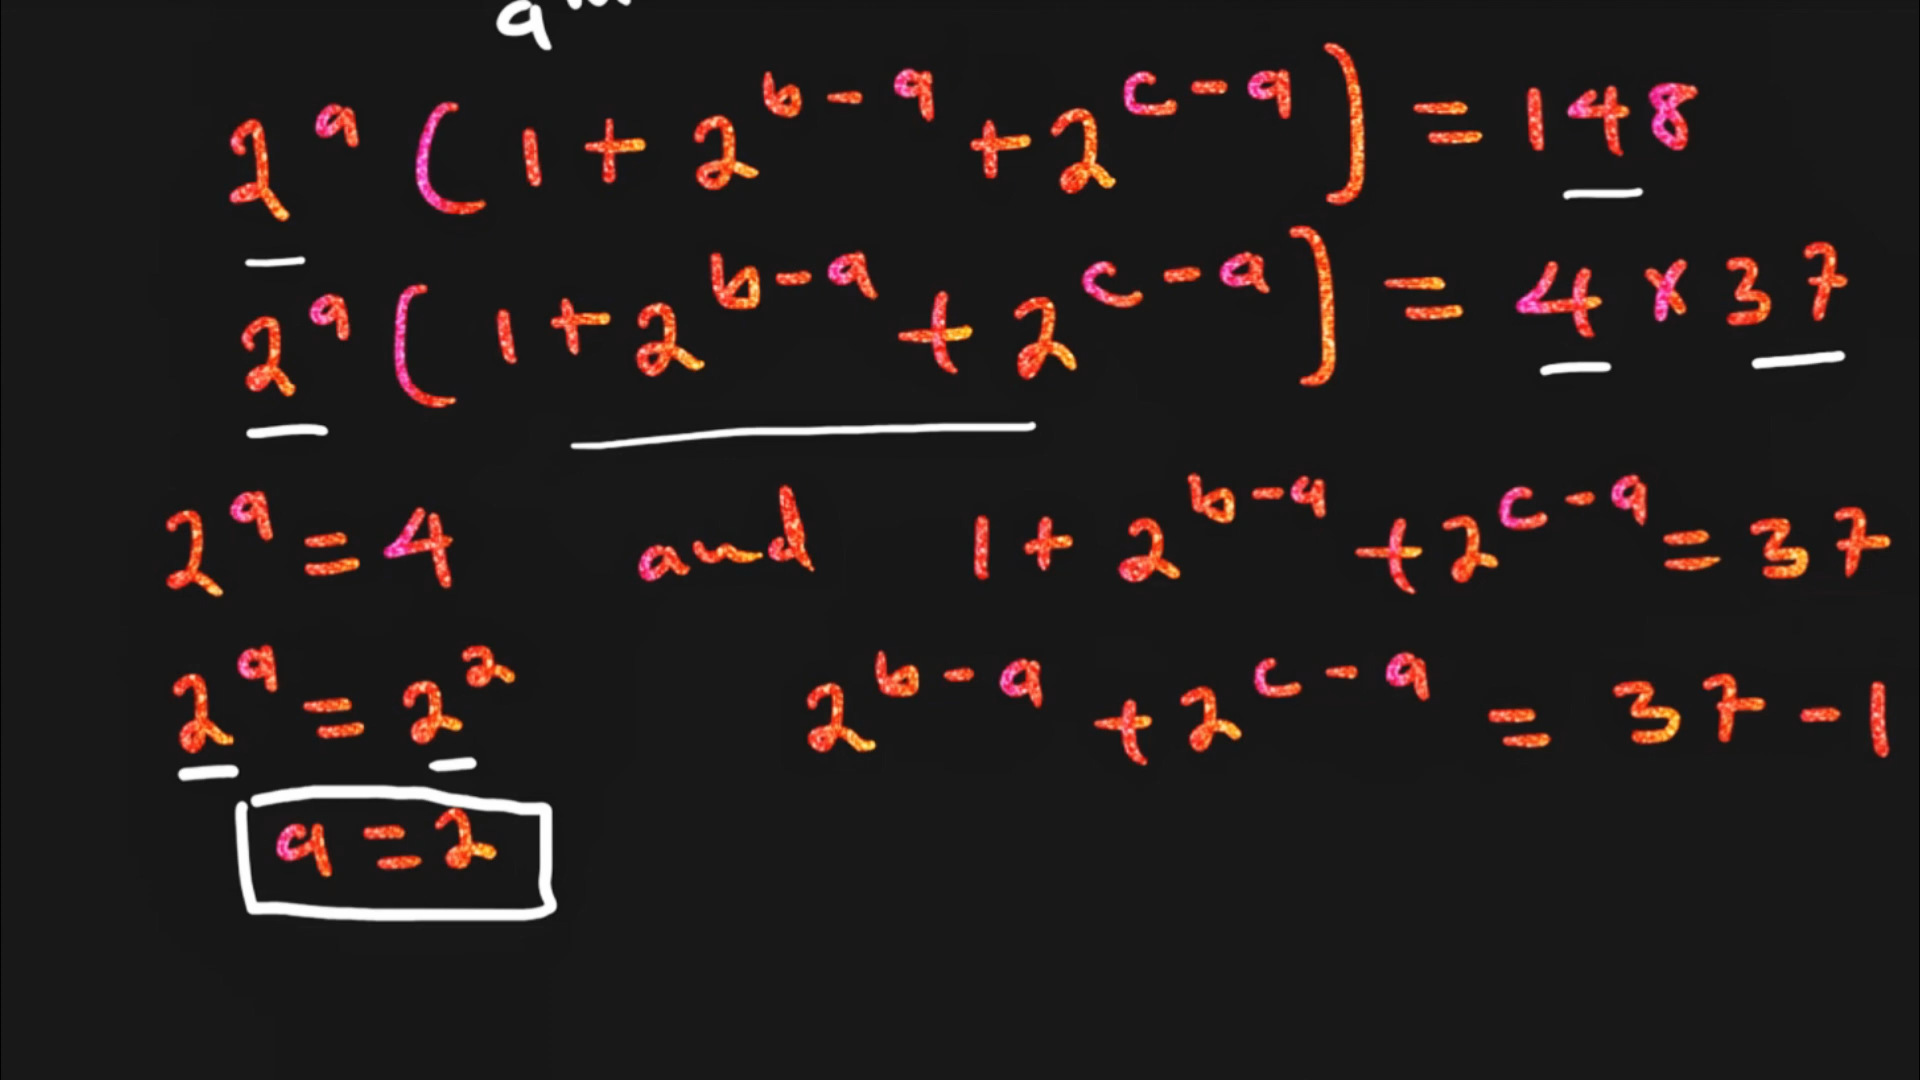 2^a (1 + 2^{b-a} + 2^{c-a}) = 148
2^a (1 + 2^{b-a} + 2^{c-a}) = 4 × 37
2^a = 4 and 1 + 2^{b-a} + 2^{c-a} = 37
2^a = 2^2 2^{b-a} + 2^{c-a} = 37 - 1
a = 2